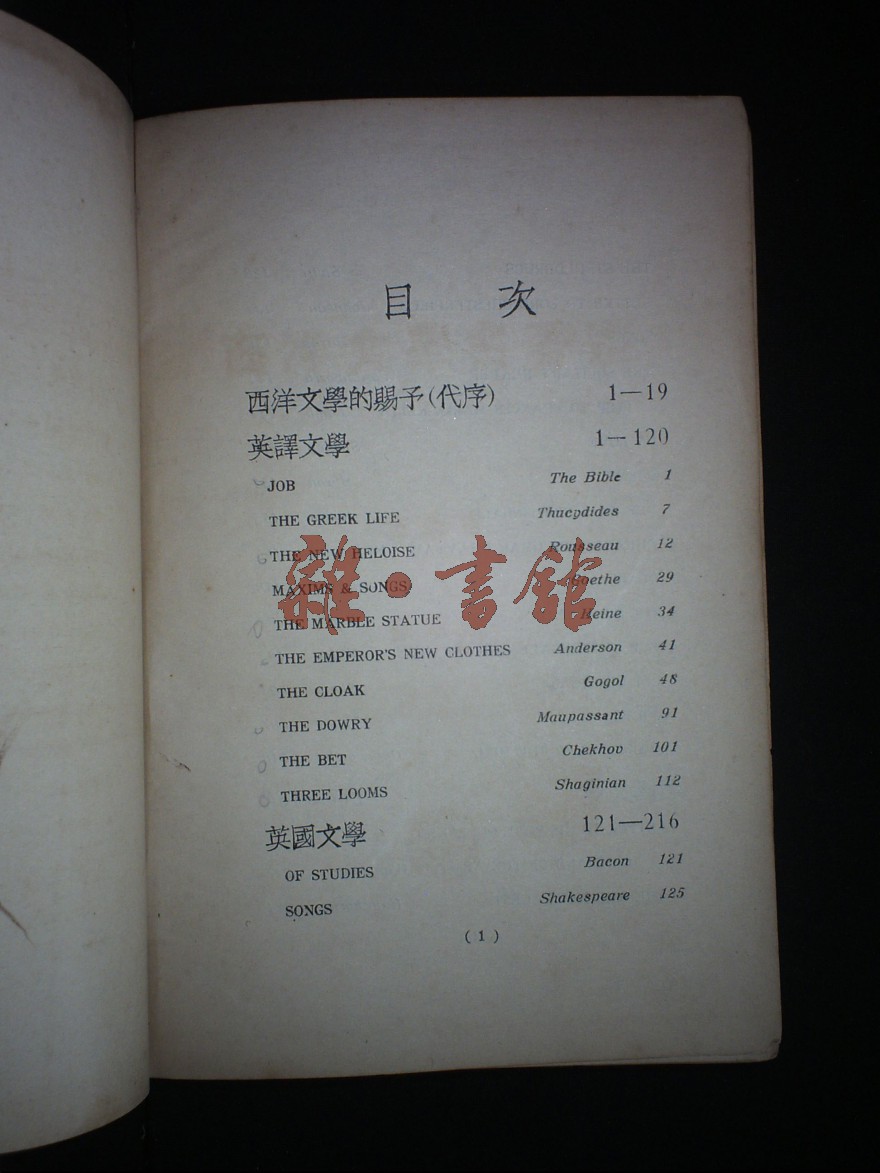 目 次
西洋文學的賜予(代序) 1—19
英譯文學 1—120
JOB The Bible 1
THE GREEK LIFE Thucydides 7
THE NEW HELOISE Rousseau 12
MAXIMS & SONGS Goethe 29
THE MARBLE STATUE Heine 34
THE EMPEROR'S NEW CLOTHES Anderson 41
THE CLOAK Gogol 48
THE DOWRY Maupassant 91
THE BET Chekhov 101
THREE LOOMS Shaginian 112
英國文學 121—216
OF STUDIES Bacon 121
SONGS Shakespeare 125
(1)
雜·書館